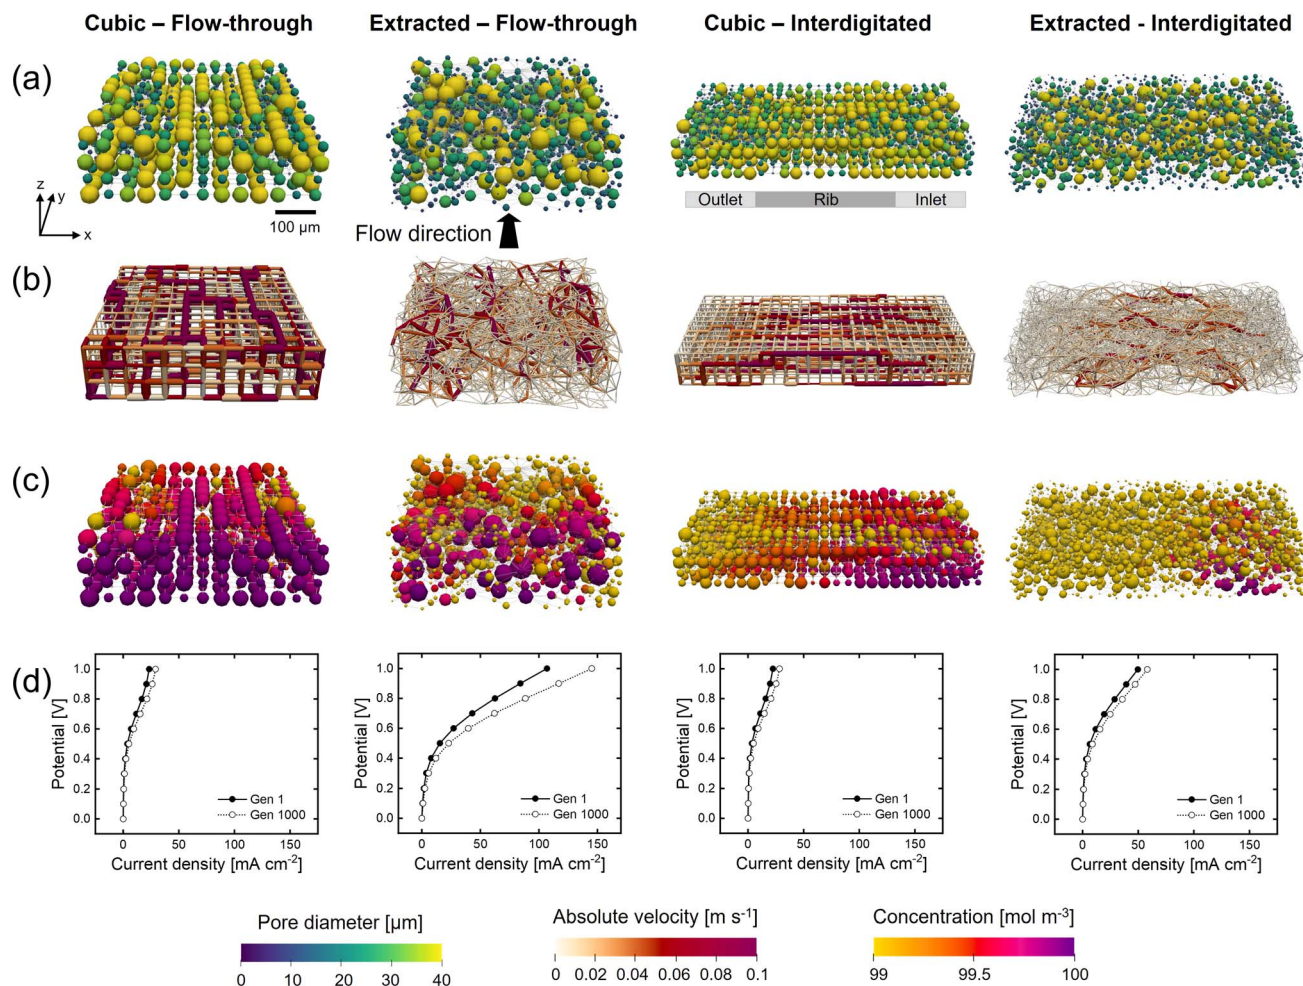 Cubic – Flow-through
Extracted – Flow-through
Cubic – Interdigitated
Extracted - Interdigitated
(a)
z
y
x
100 µm
Flow direction
Outlet
Rib
Inlet
(b)
(c)
(d)
Potential [V]
1.0
0.8
0.6
0.4
0.2
0.0
Gen 1
Gen 1000
0 50 100 150
Current density [mA cm⁻²]
Potential [V]
1.0
0.8
0.6
0.4
0.2
0.0
Gen 1
Gen 1000
0 50 100 150
Current density [mA cm⁻²]
Potential [V]
1.0
0.8
0.6
0.4
0.2
0.0
Gen 1
Gen 1000
0 50 100 150
Current density [mA cm⁻²]
Potential [V]
1.0
0.8
0.6
0.4
0.2
0.0
Gen 1
Gen 1000
0 50 100 150
Current density [mA cm⁻²]
Pore diameter [µm]
0 10 20 30 40
Absolute velocity [m s⁻¹]
0 0.02 0.04 0.06 0.08 0.1
Concentration [mol m⁻³]
99 99.5 100